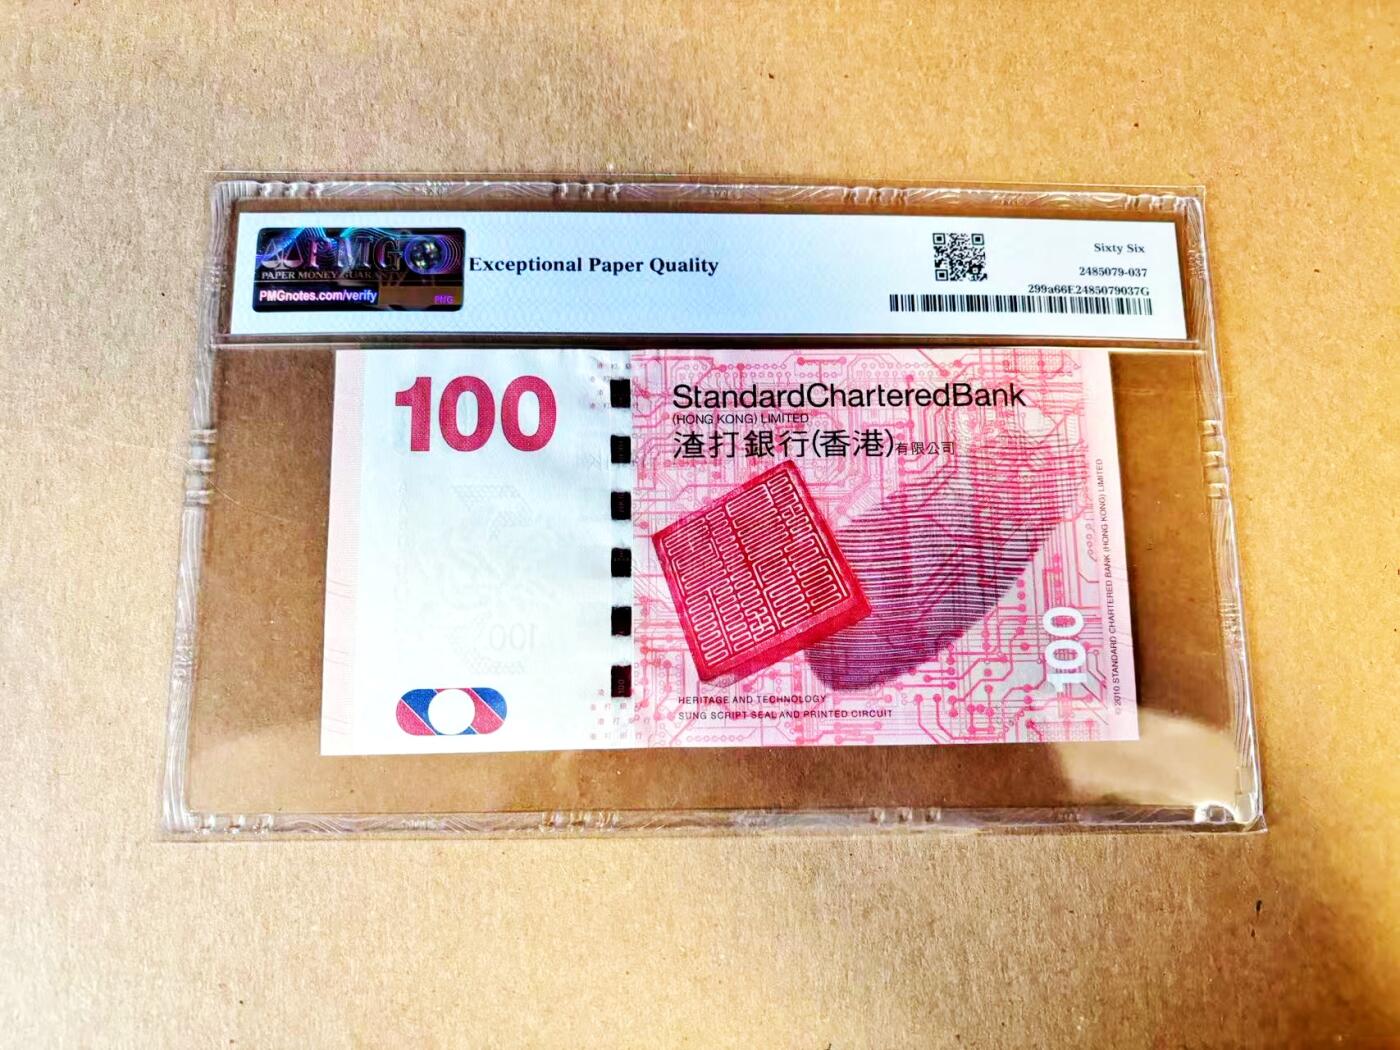 PMG
PAPER MONEY GUARANTY
PMGnotes.com/verify
PMG
Exceptional Paper Quality
Sixty Six
2485079-037
299a66E2485079037G
100
StandardCharteredBank
(HONG KONG) LIMITED
渣打銀行(香港)有限公司
100
HERITAGE AND TECHNOLOGY
SUNG SCRIPT SEAL AND PRINTED CIRCUIT
100
© 2010 STANDARD CHARTERED BANK (HONG KONG) LIMITED